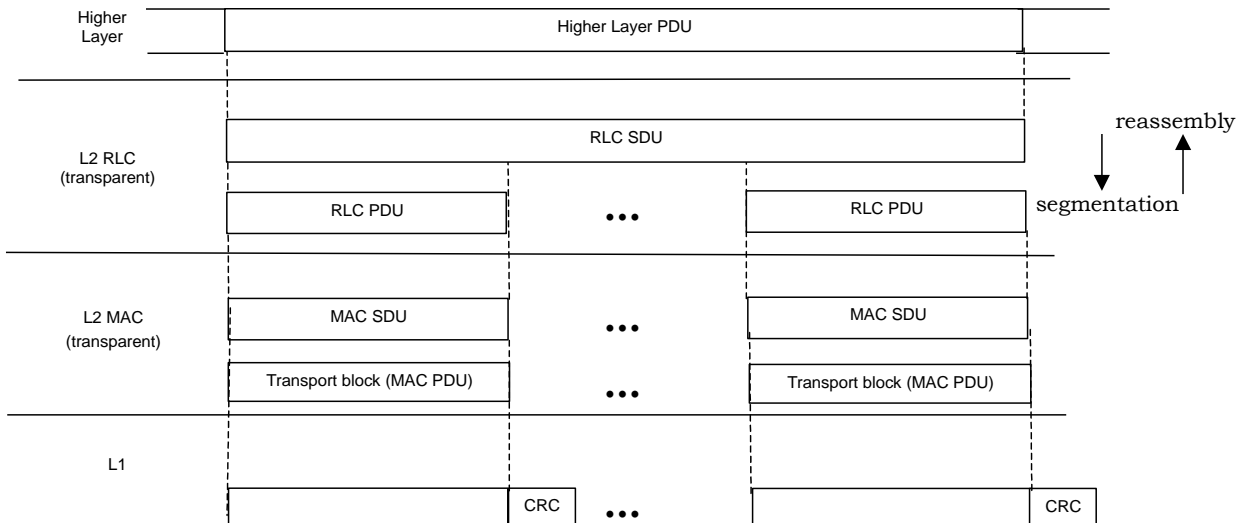 Higher
Layer
Higher Layer PDU
reassembly
RLC SDU
L2 RLC
(transparent)
RLC PDU
•••
RLC PDU
segmentation
L2 MAC
(transparent)
MAC SDU
•••
MAC SDU
Transport block (MAC PDU)
•••
Transport block (MAC PDU)
L1
CRC
•••
CRC